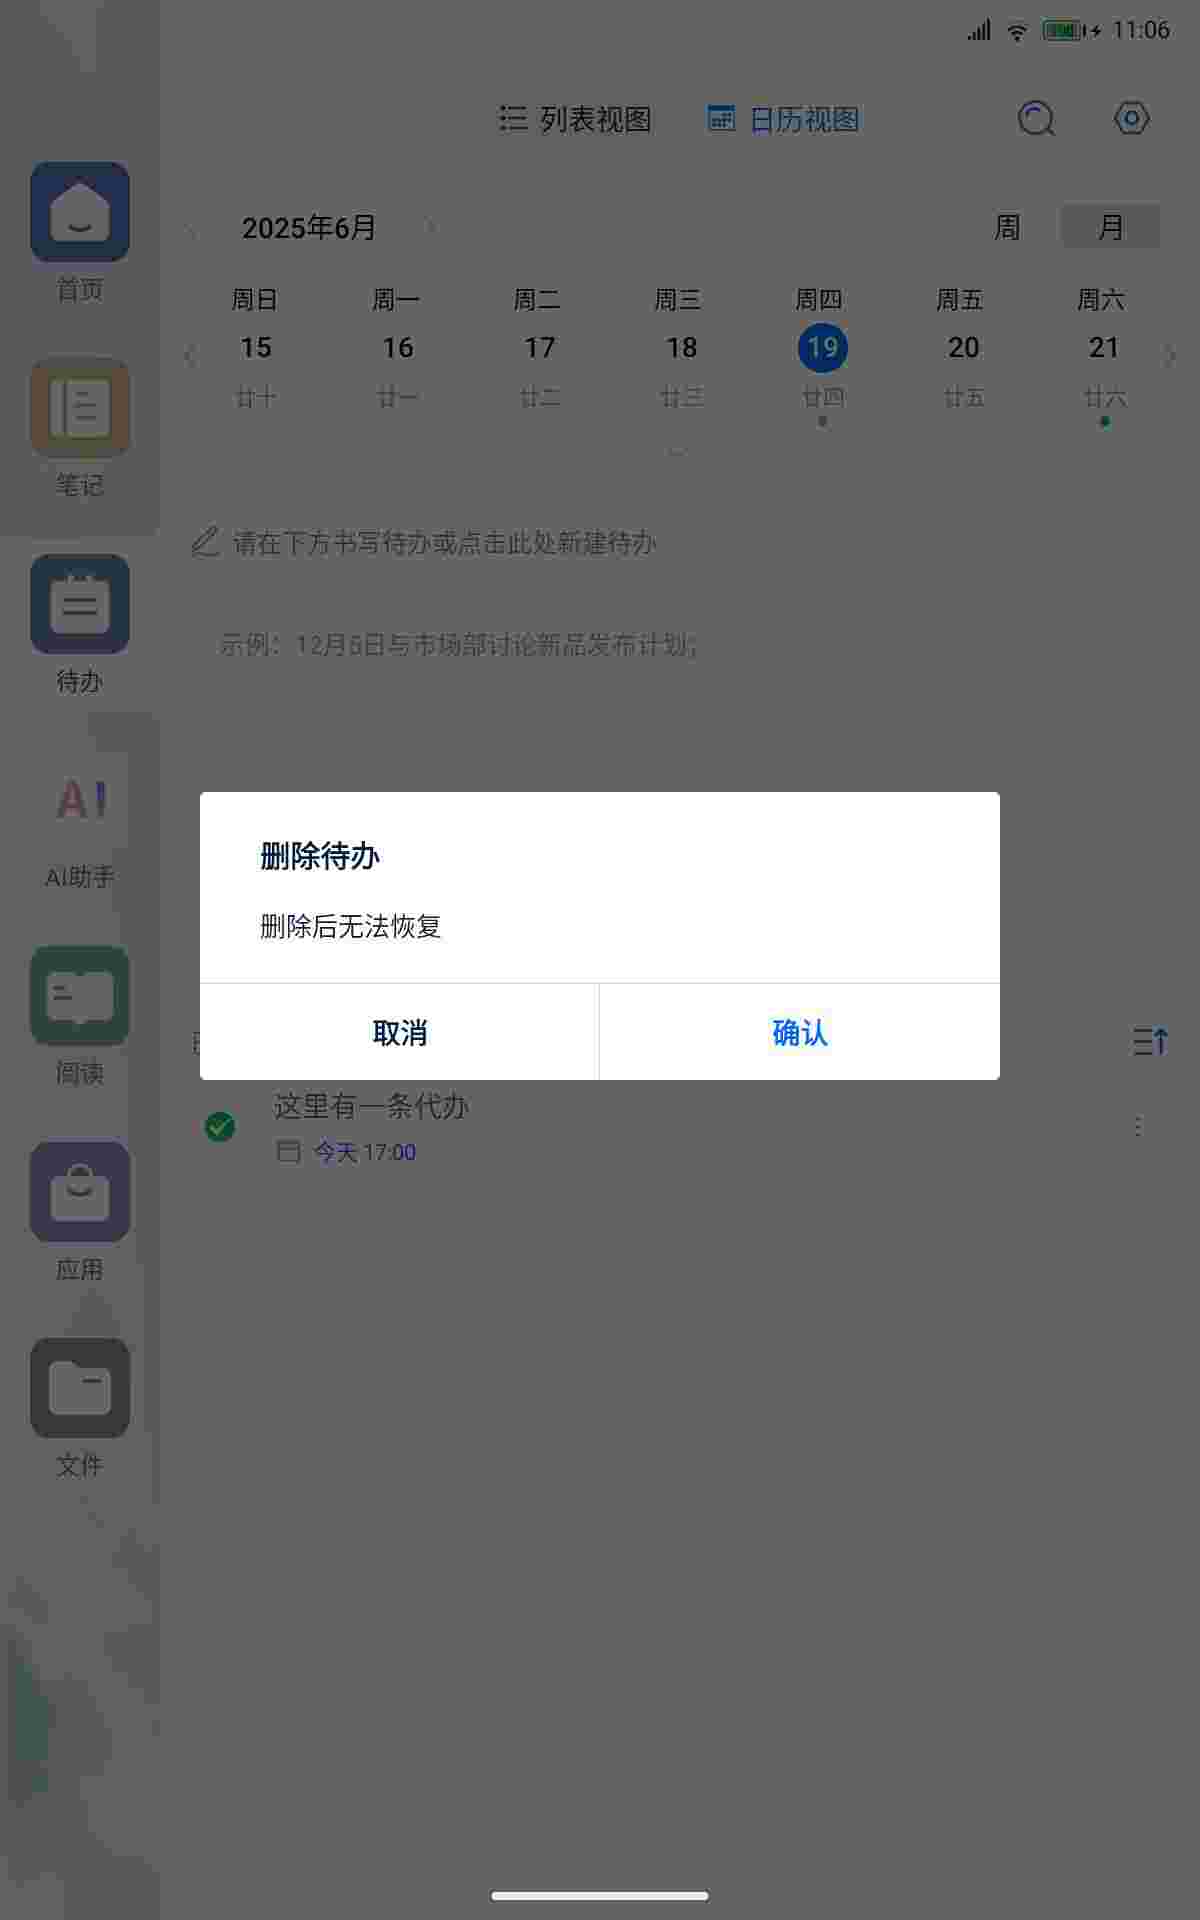 11:06
列表视图 日历视图
2025年6月 周 月
周日 周一 周二 周三 周四 周五 周六
15 16 17 18 19 20 21
廿十 廿一 廿二 廿三 廿四 廿五 廿六
首页
笔记
待办
AI
AI助手
阅读
应用
文件
请在下方书写待办或点击此处新建待办
示例：12月6日与市场部讨论新品发布计划；
删除待办
删除后无法恢复
取消 确认
这里有一条代办
今天 17:00